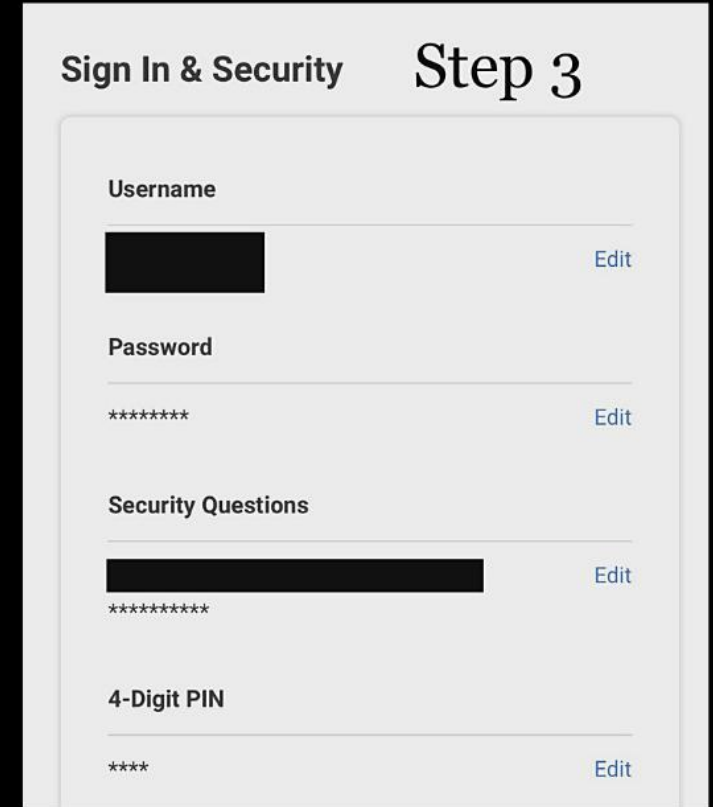 Sign In & Security Step 3
Username
Edit
Password
******** Edit
Security Questions
Edit
**********
4-Digit PIN
**** Edit